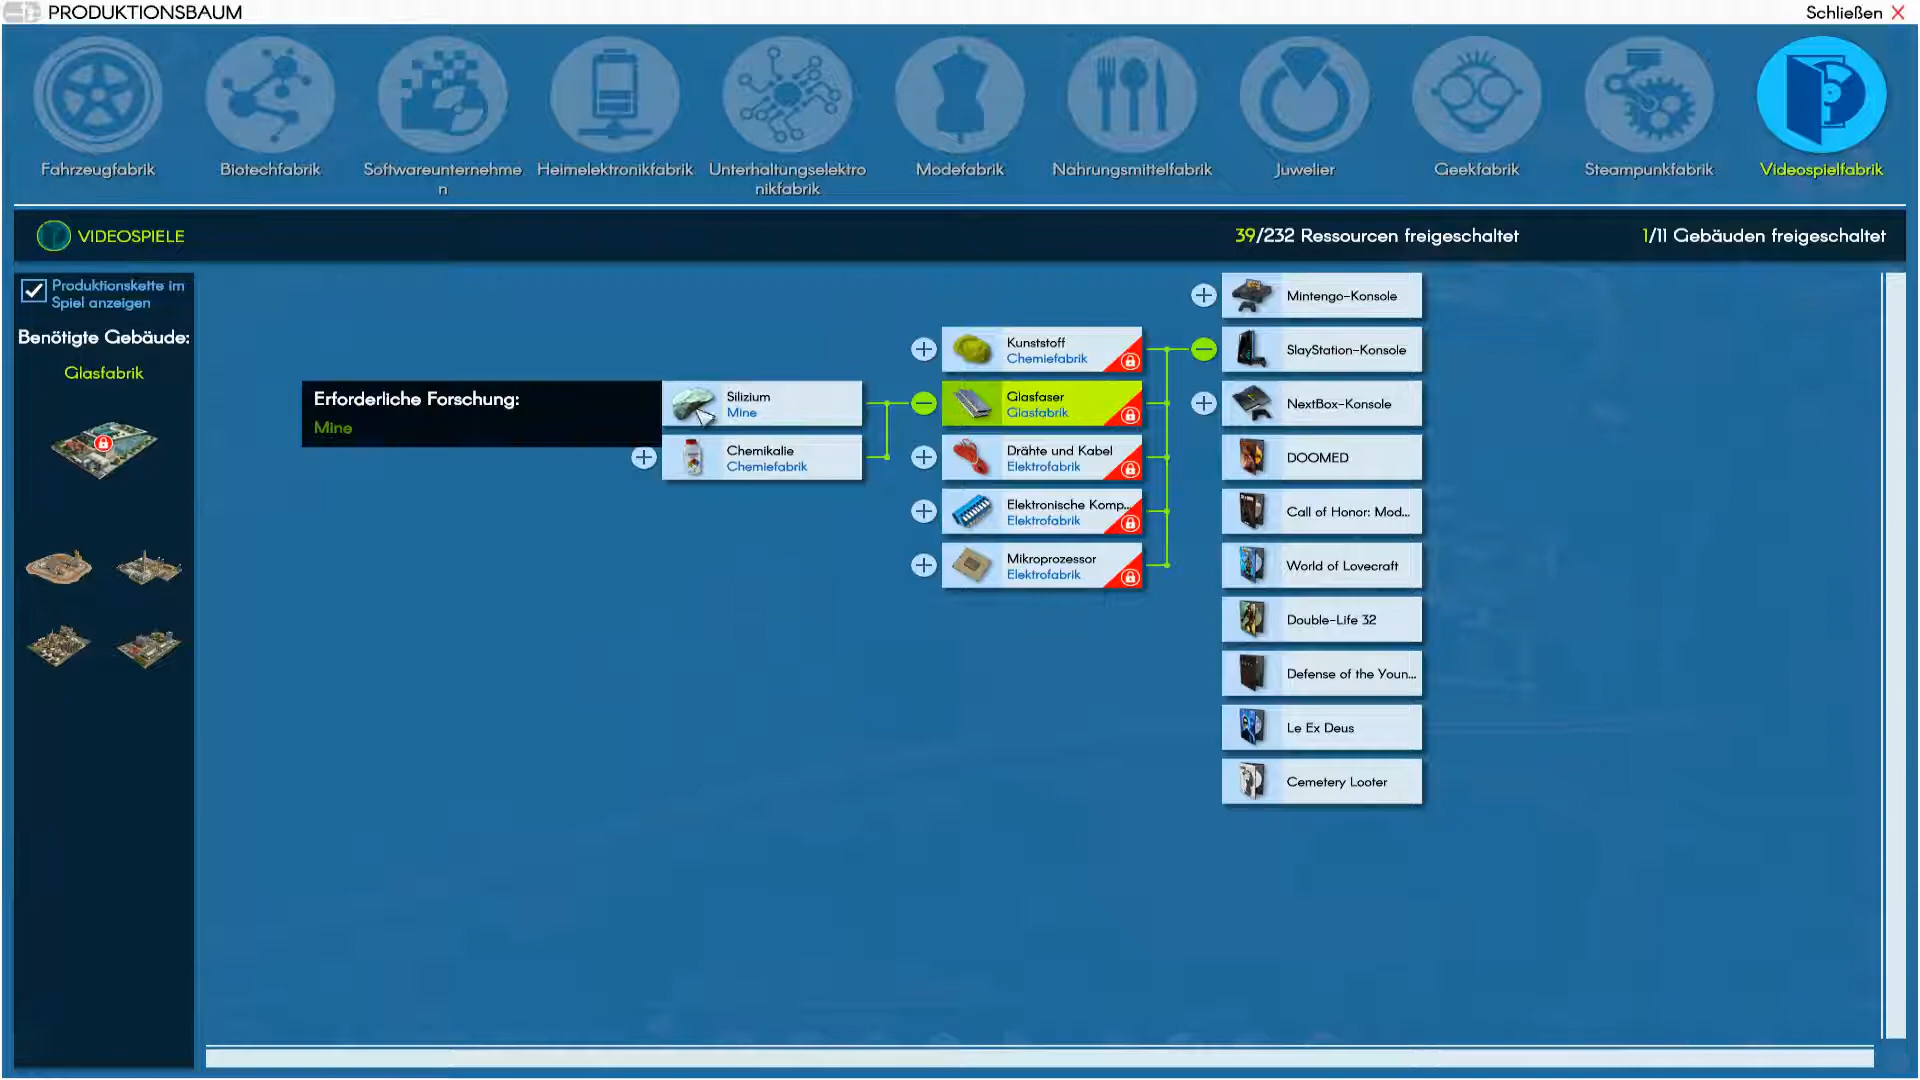 PRODUKTIONSBAUM
Schließen
Fahrzeugfabrik
Biotechfabrik
Softwareunternehme
n
Heimelektronikfabrik
Unterhaltungselektro
nikfabrik
Modefabrik
Nahrungsmittelfabrik
Juwelier
Geekfabrik
Steampunkfabrik
Videospielfabrik
VIDEOSPIELE
39/232 Ressourcen freigeschaltet
1/11 Gebäuden freigeschaltet
Produktionskette im
Spiel anzeigen
Benötigte Gebäude:
Glasfabrik
Erforderliche Forschung:
Mine
Silizium
Mine
Chemikalie
Chemiefabrik
Kunststoff
Chemiefabrik
Glasfaser
Glasfabrik
Drähte und Kabel
Elektrofabrik
Elektronische Komp...
Elektrofabrik
Mikroprozessor
Elektrofabrik
Mintengo-Konsole
SlayStation-Konsole
NextBox-Konsole
DOOMED
Call of Honor: Mod...
World of Lovecraft
Double-Life 32
Defense of the Youn...
Le Ex Deus
Cemetery Looter